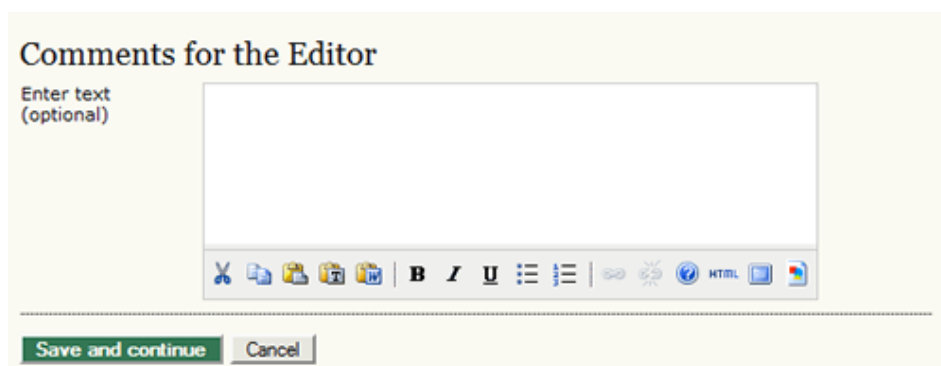 Comments for the Editor
Enter text
(optional)
B I U HTML
Save and continue Cancel